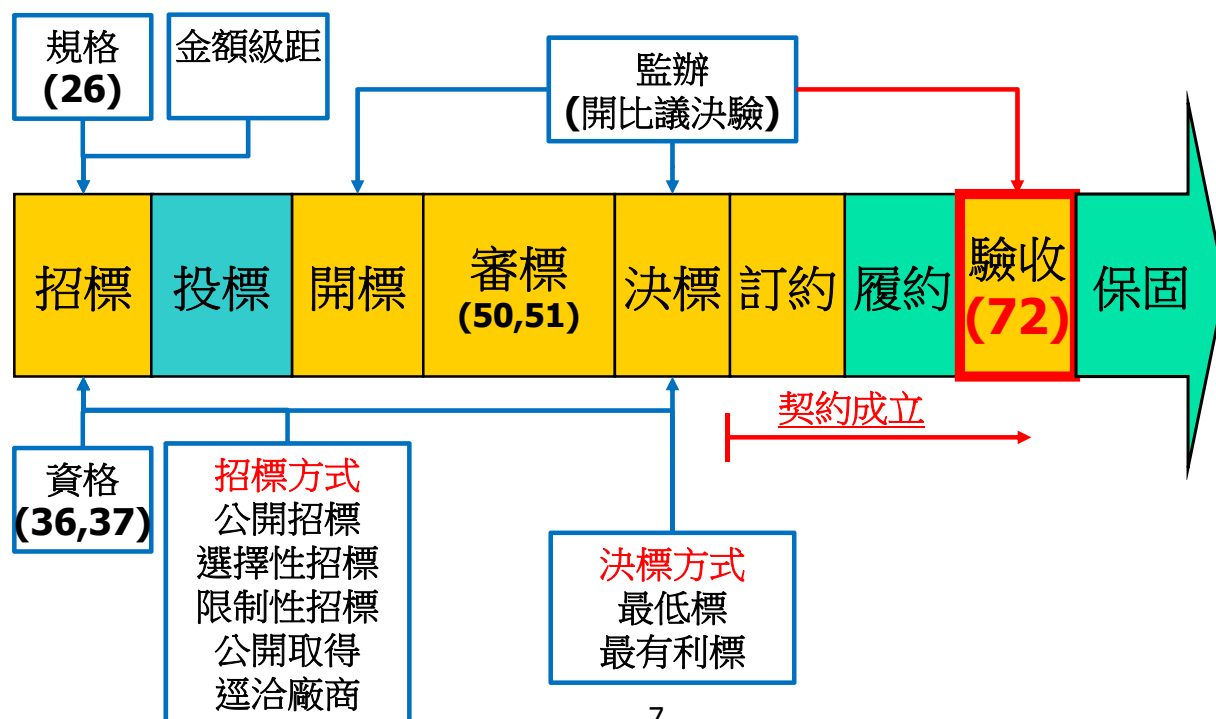 規格
(26)
金額級距
監辦
(開比議決驗)
招標
投標
開標
審標
(50,51)
決標
訂約
履約
驗收
(72)
保固
契約成立
資格
(36,37)
招標方式
公開招標
選擇性招標
限制性招標
公開取得
逕洽廠商
決標方式
最低標
最有利標
7